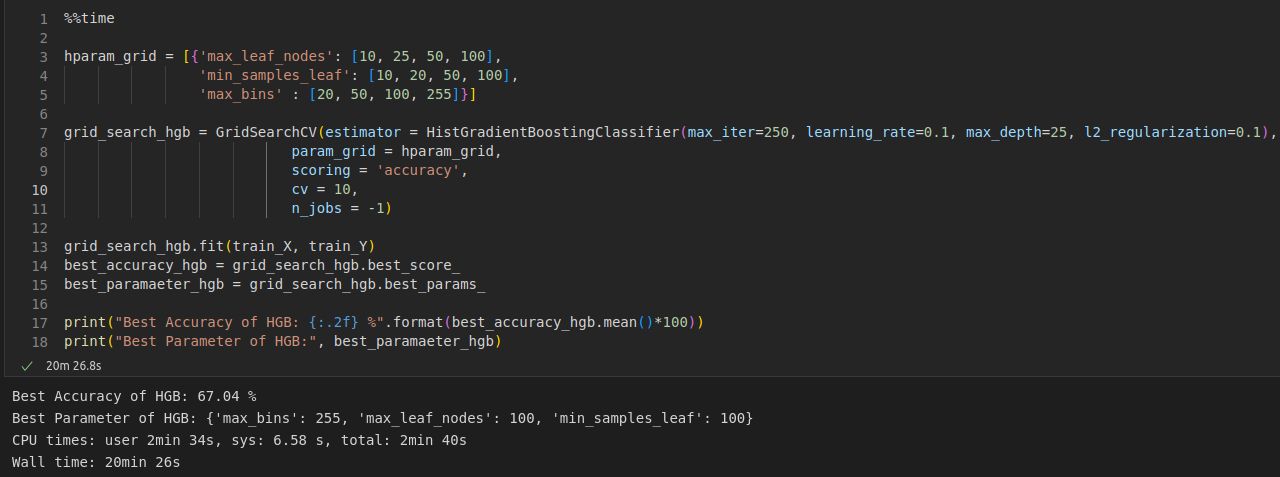 1 %%time
2
3 hparam_grid = [{'max_leaf_nodes': [10, 25, 50, 100],
4 'min_samples_leaf': [10, 20, 50, 100],
5 'max_bins' : [20, 50, 100, 255]}]
6
7 grid_search_hgb = GridSearchCV(estimator = HistGradientBoostingClassifier(max_iter=250, learning_rate=0.1, max_depth=25, l2_regularization=0.1),
8 param_grid = hparam_grid,
9 scoring = 'accuracy',
10 cv = 10,
11 n_jobs = -1)
12
13 grid_search_hgb.fit(train_X, train_Y)
14 best_accuracy_hgb = grid_search_hgb.best_score_
15 best_paramaeter_hgb = grid_search_hgb.best_params_
16
17 print("Best Accuracy of HGB: {:.2f} %".format(best_accuracy_hgb.mean()*100))
18 print("Best Parameter of HGB:", best_paramaeter_hgb)
20m 26.8s
Best Accuracy of HGB: 67.04 %
Best Parameter of HGB: {'max_bins': 255, 'max_leaf_nodes': 100, 'min_samples_leaf': 100}
CPU times: user 2min 34s, sys: 6.58 s, total: 2min 40s
Wall time: 20min 26s